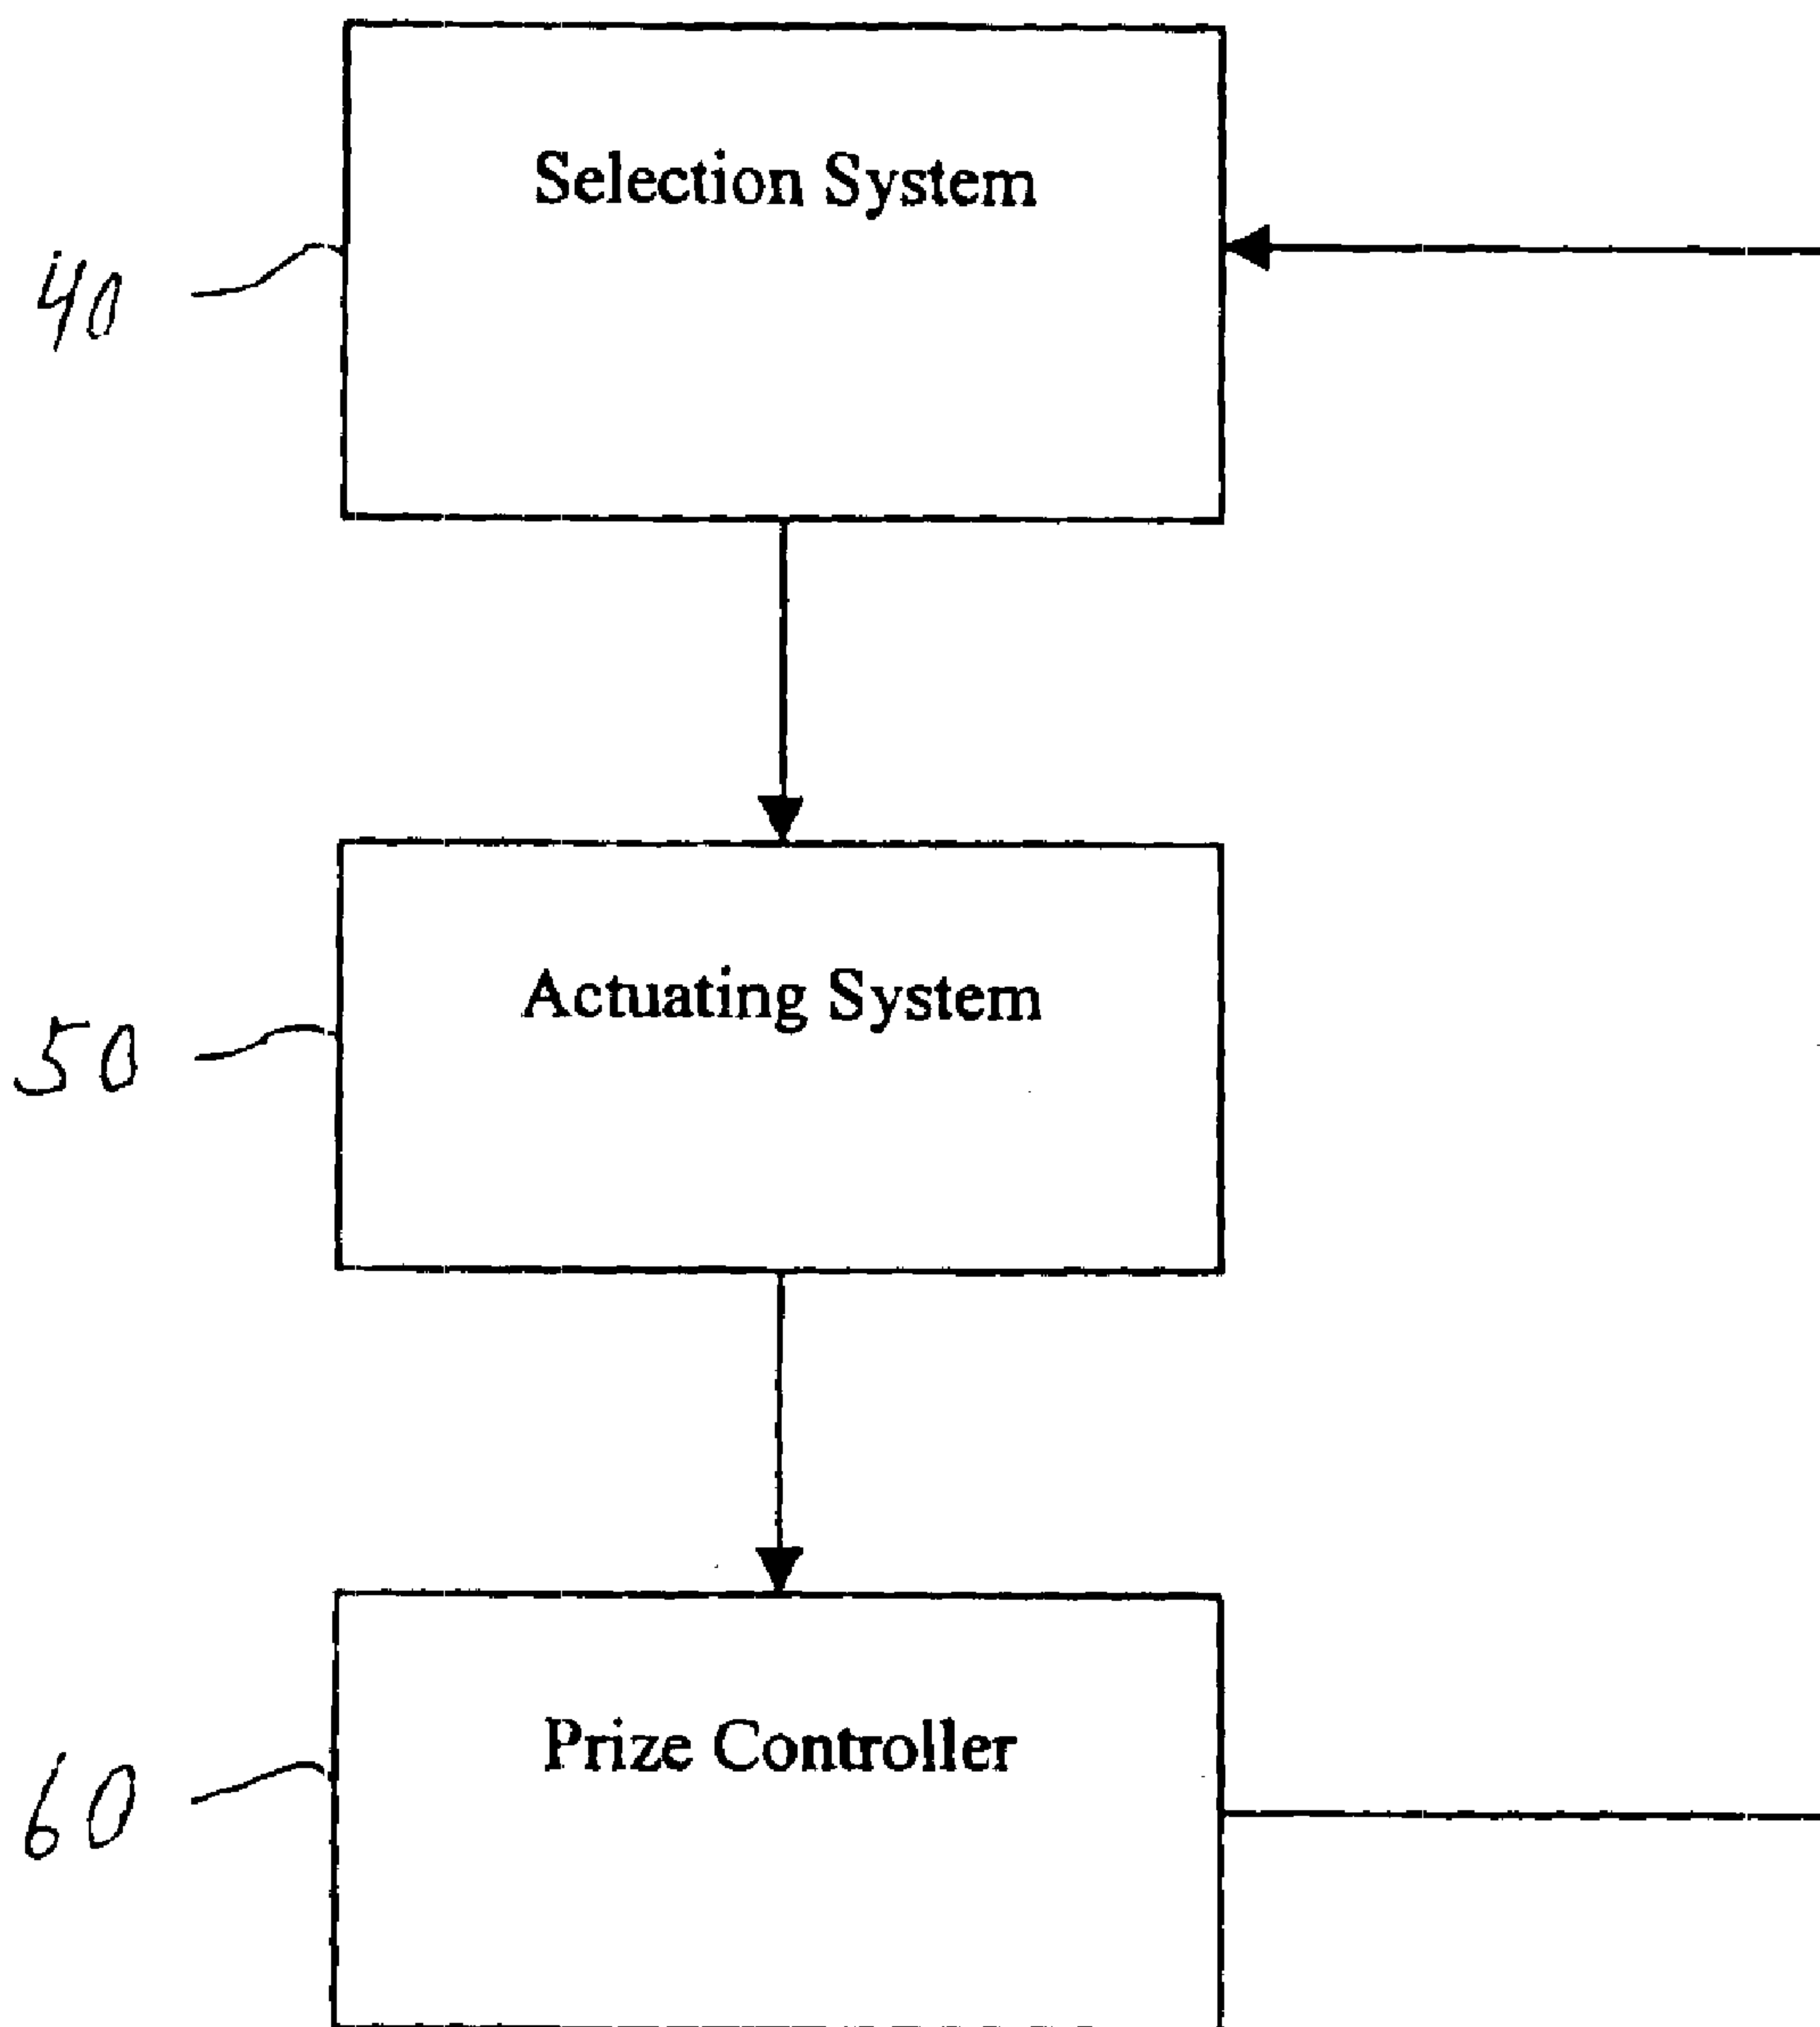 Selection System
40
Actuating System
50
Prize Controller
60